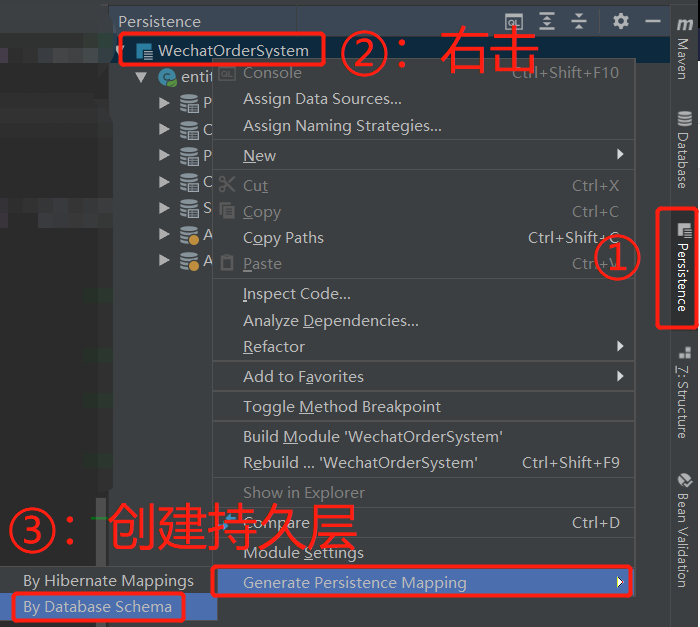 Persistence
WechatOrderSystem
②：右击
Console Ctrl+Shift+F10
Assign Data Sources...
Assign Naming Strategies...
New
Cut Ctrl+X
Copy Ctrl+C
Copy Paths Ctrl+Shift+C
Paste Ctrl+V
Inspect Code...
Analyze Dependencies...
Refactor
Add to Favorites
Toggle Method Breakpoint
Build Module 'WechatOrderSystem'
Rebuild ... 'WechatOrderSystem' Ctrl+Shift+F9
Show in Explorer
Compare Ctrl+D
Module Settings
Generate Persistence Mapping
③：创建持久层
By Hibernate Mappings
By Database Schema
①
Maven
Database
Persistence
7: Structure
Bean Validation